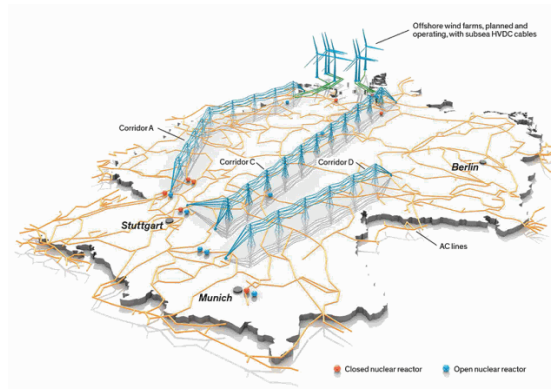 Offshore wind farms, planned and
operating, with subsea HVDC cables
Corridor A
Corridor C
Corridor D
Berlin
Stuttgart
AC lines
Munich
Closed nuclear reactor
Open nuclear reactor